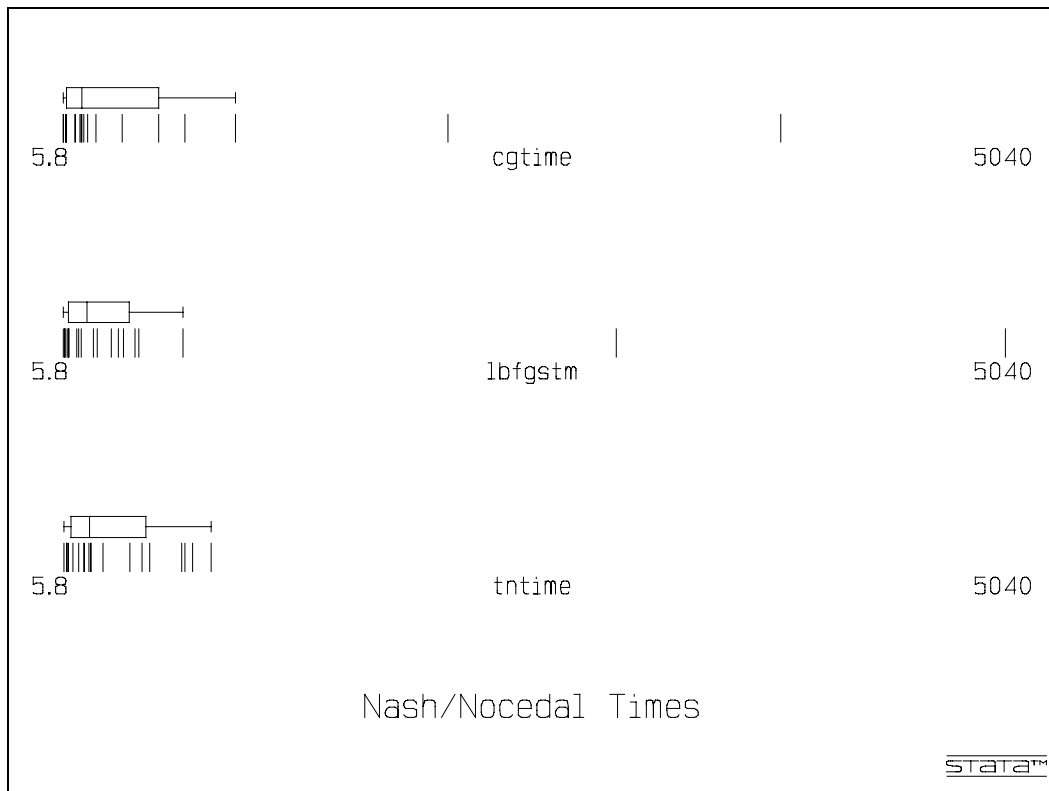 5.8 cgtime 5040
5.8 lbfgstm 5040
5.8 tntime 5040
Nash/Nocedal Times
STATA™